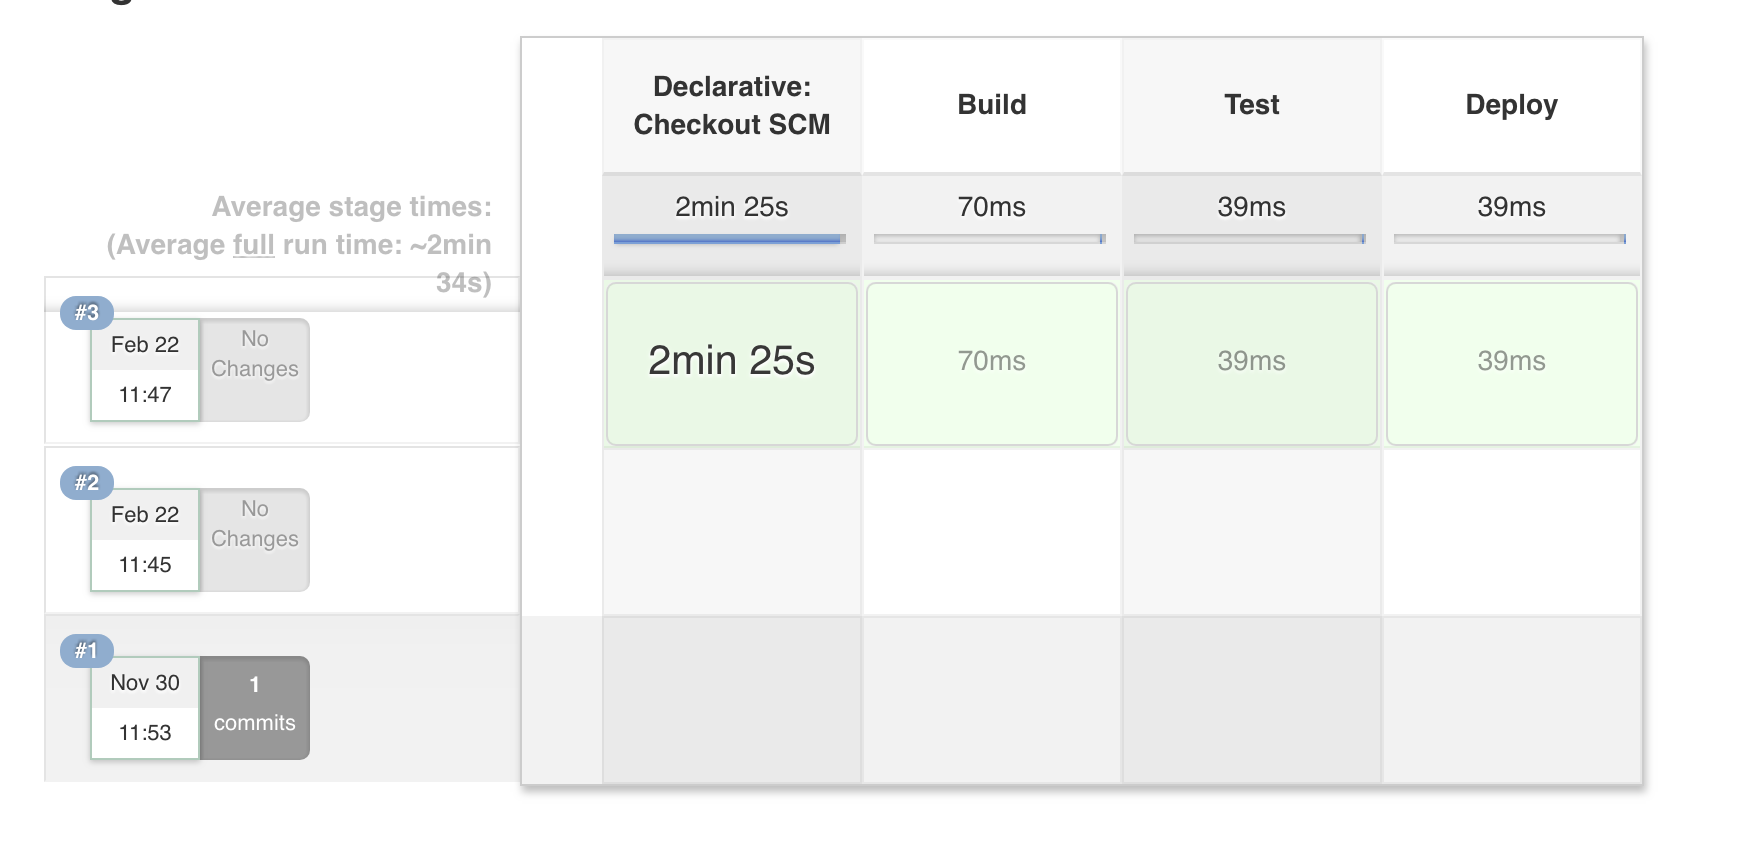 Declarative:
Checkout SCM
Build
Test
Deploy
Average stage times:
(Average full run time: ~2min
34s)
2min 25s
70ms
39ms
39ms
#3
Feb 22
11:47
No
Changes
2min 25s
70ms
39ms
39ms
#2
Feb 22
11:45
No
Changes
#1
Nov 30
11:53
1
commits